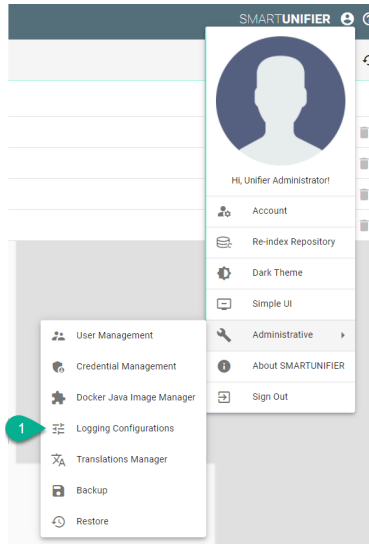 SMARTUNIFIER
Hi, Unifier Administrator!
Account
Re-index Repository
Dark Theme
Simple UI
Administrative
About SMARTUNIFIER
Sign Out
User Management
Credential Management
Docker Java Image Manager
1 Logging Configurations
Translations Manager
Backup
Restore